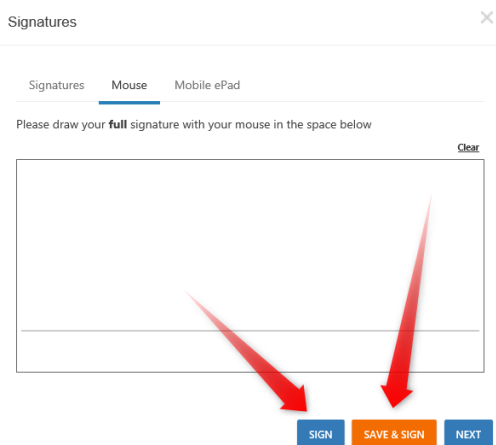 Signatures
Signatures Mouse Mobile ePad
Please draw your full signature with your mouse in the space below
Clear
SIGN SAVE & SIGN NEXT